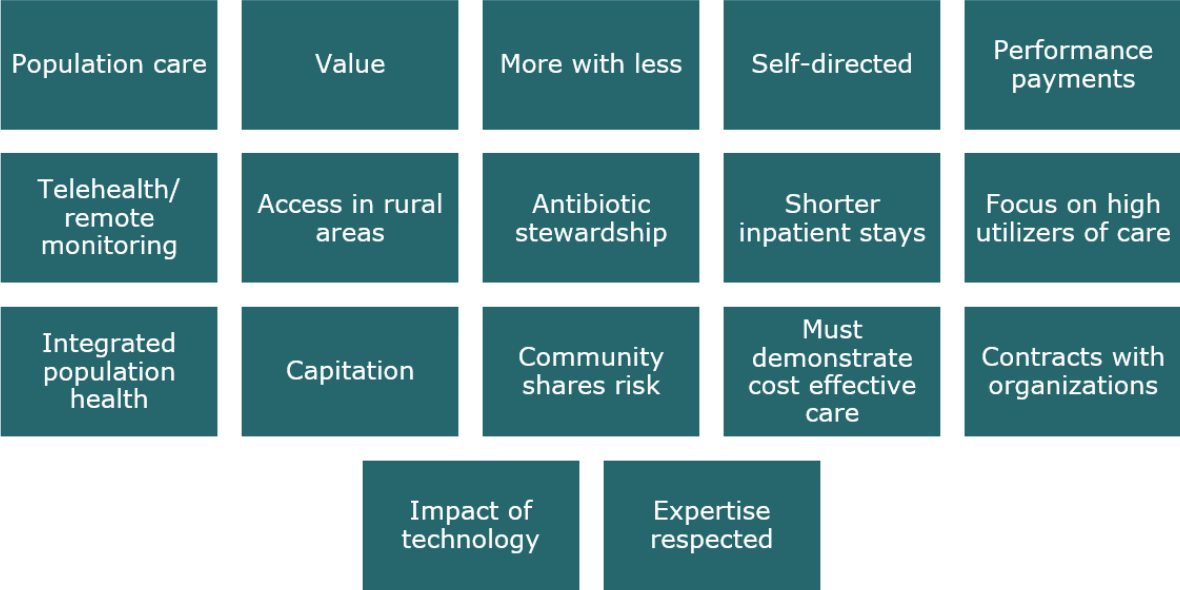 Population care
Value
More with less
Self-directed
Performance
payments
Telehealth/
remote
monitoring
Access in rural
areas
Antibiotic
stewardship
Shorter
inpatient stays
Focus on high
utilizers of care
Integrated
population
health
Capitation
Community
shares risk
Must
demonstrate
cost effective
care
Contracts with
organizations
Impact of
technology
Expertise
respected